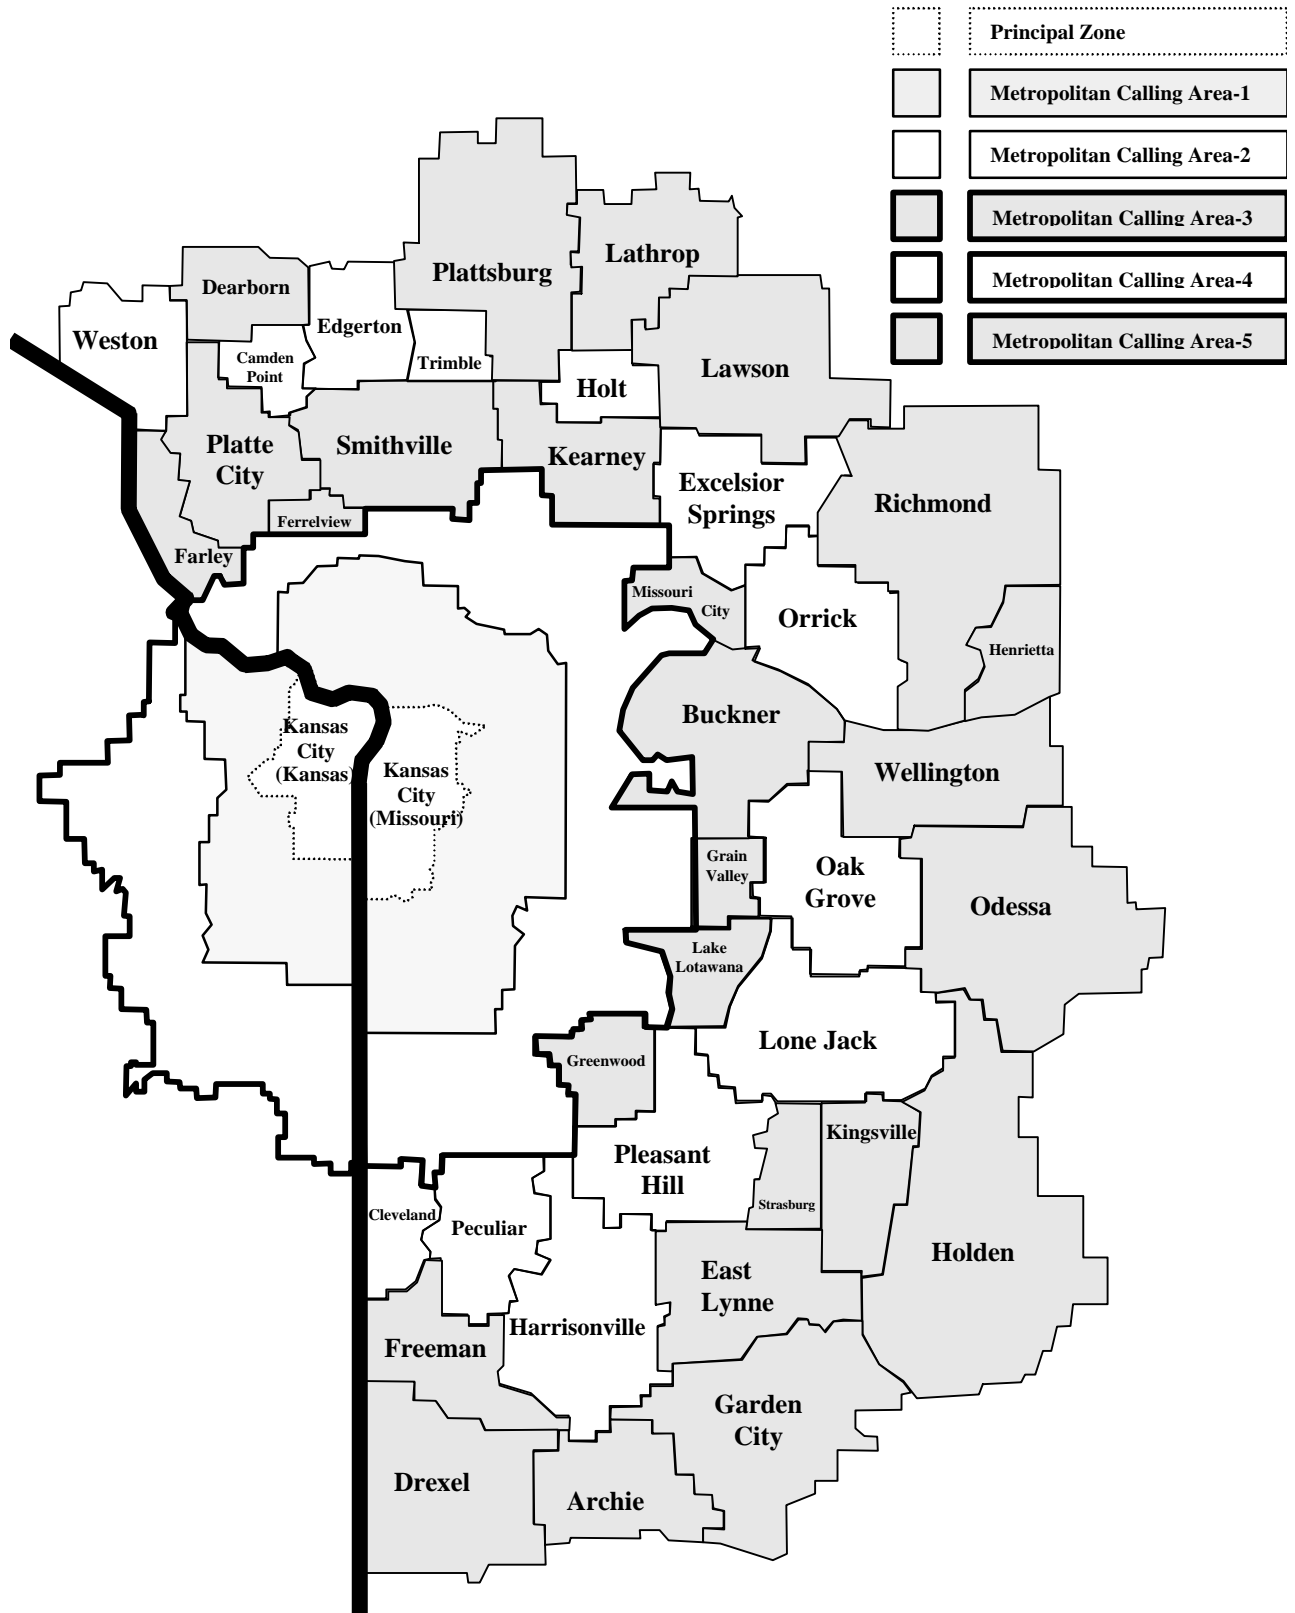 Principal Zone
Metropolitan Calling Area-1
Metropolitan Calling Area-2
Metropolitan Calling Area-3
Metropolitan Calling Area-4
Metropolitan Calling Area-5
Plattsburg
Lathrop
Dearborn
Weston
Edgerton
Camden
Point
Trimble
Holt
Lawson
Platte
City
Smithville
Kearney
Excelsior
Springs
Richmond
Ferrelview
Farley
Missouri
City
Orrick
Henrietta
Buckner
Kansas
City
(Kansas)
Kansas
City
(Missouri)
Wellington
Grain
Valley
Oak
Grove
Odessa
Lake
Lotawana
Lone Jack
Greenwood
Kingsville
Pleasant
Hill
Strasburg
Cleveland
Peculiar
Holden
East
Lynne
Harrisonville
Freeman
Garden
City
Drexel
Archie